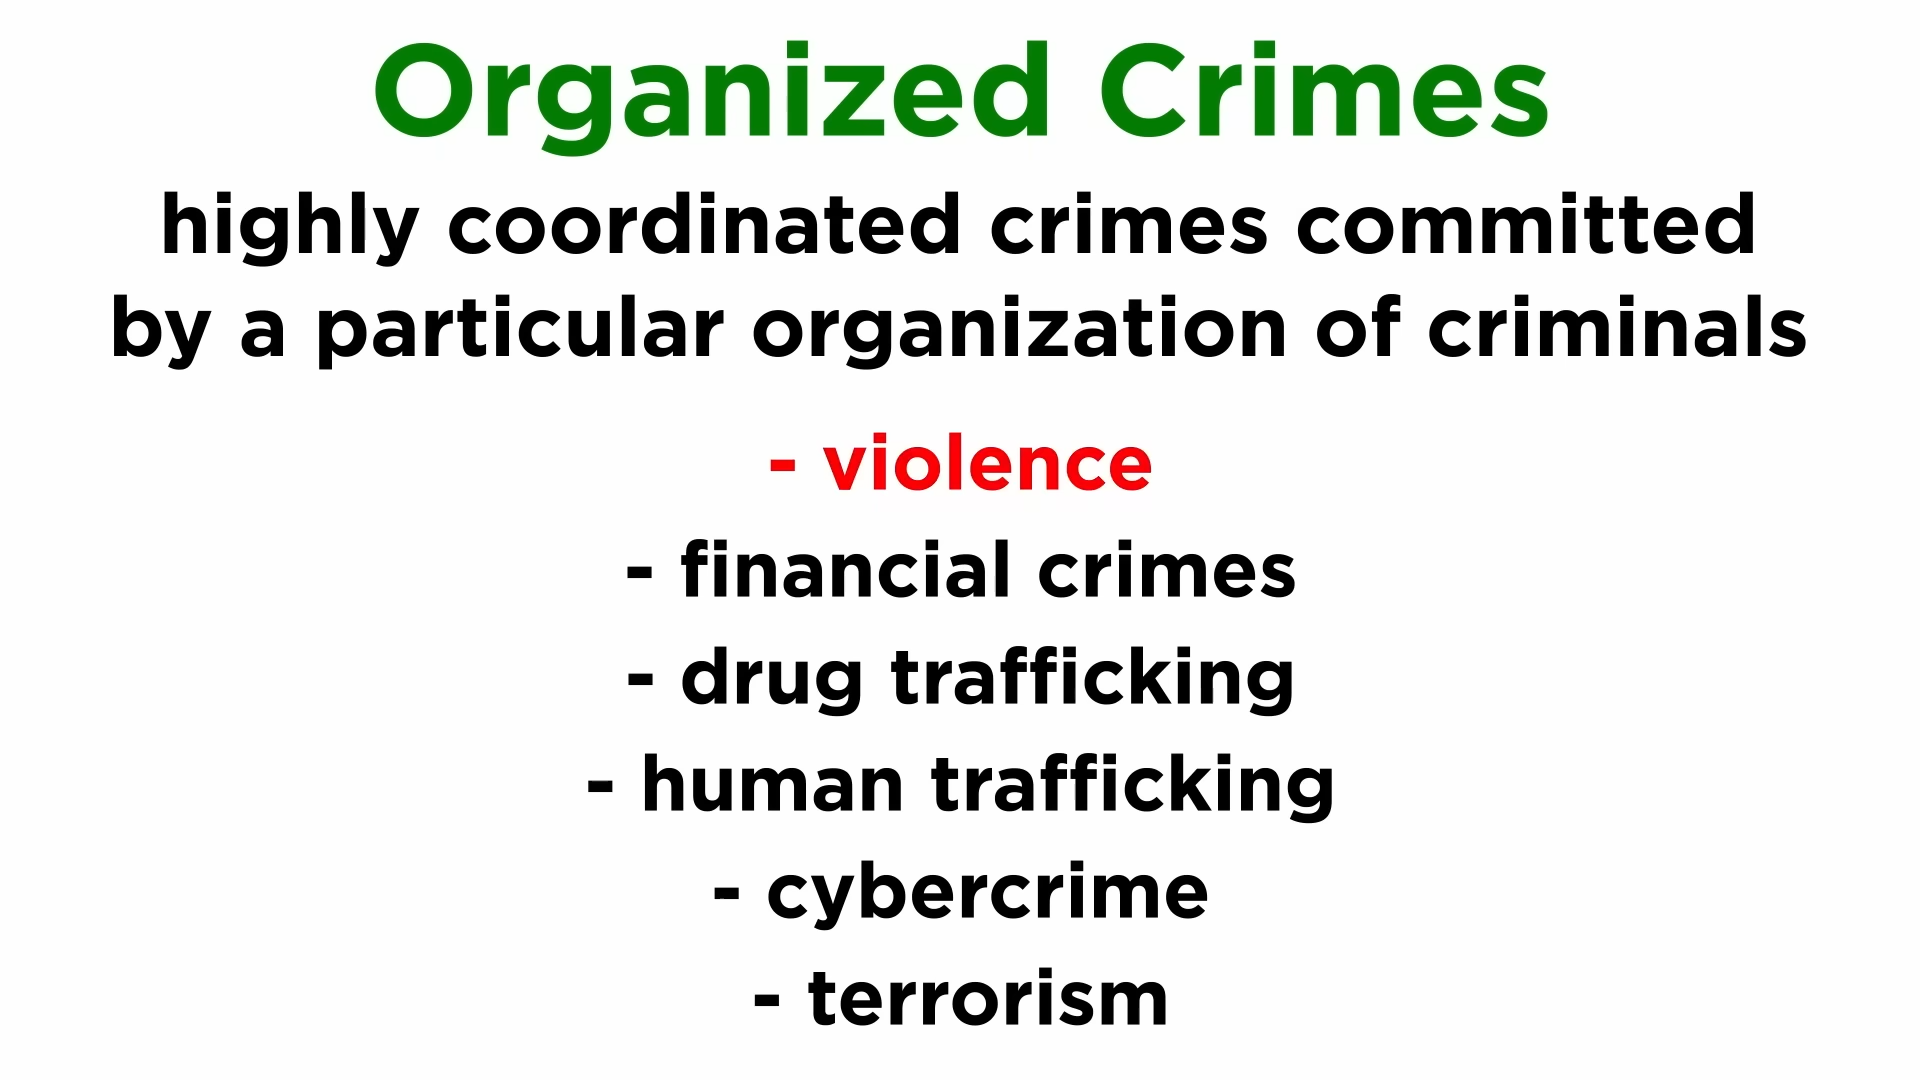 Organized Crimes
highly coordinated crimes committed
by a particular organization of criminals
- violence
- financial crimes
- drug trafficking
- human trafficking
- cybercrime
- terrorism